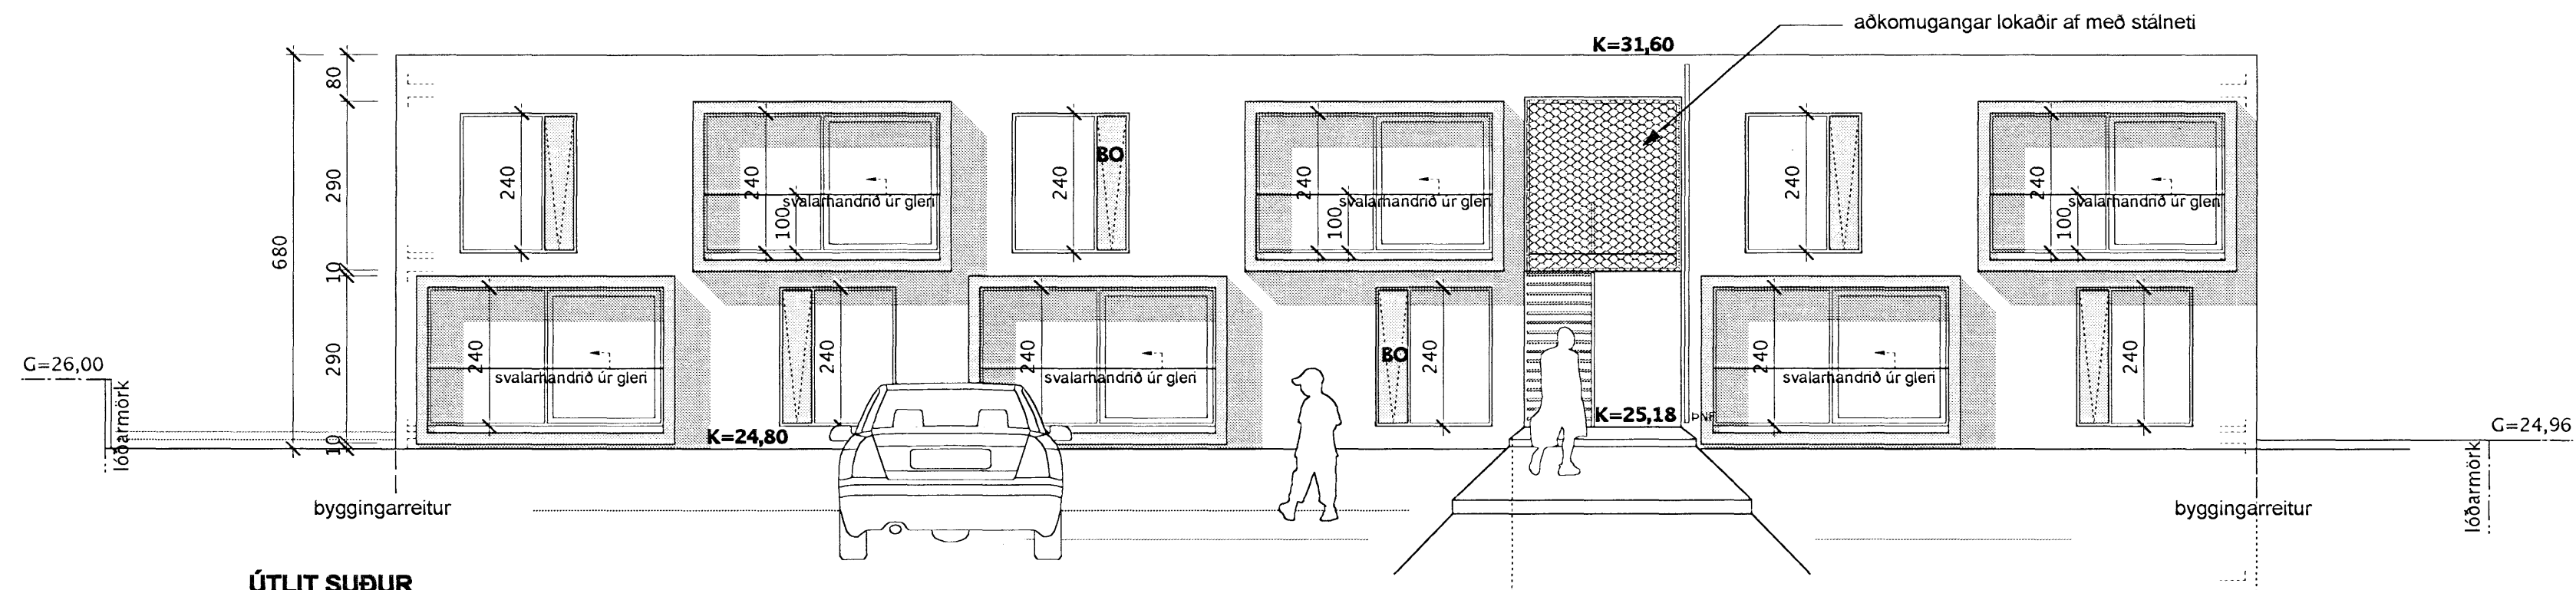 aðkomugangar lokaðir af með stálneti
K=31,60
80
290
680
10
290
10
240
240
100
svalarhandrið úr gleri
240
BO
240
100
svalarhandrið úr gleri
240
240
100
svalarhandrið úr gleri
240
svalarhandrið úr gleri
240
240
svalarhandrið úr gleri
BO
240
240
svalarhandrið úr gleri
240
G=26,00
lóðarmörk
K=24,80
K=25,18
ÞNF
G=24,96
lóðarmörk
byggingarreitur
byggingarreitur
ÚTLIT SUÐUR